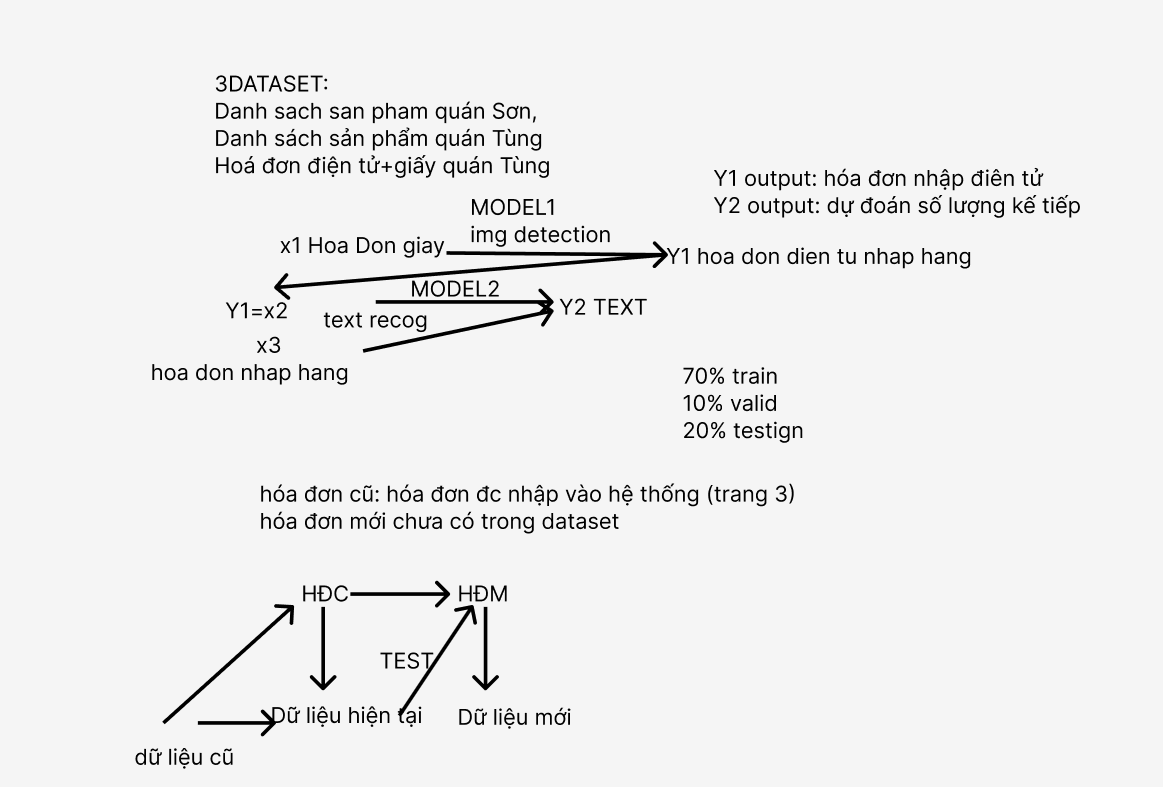 3DATASET:
Danh sach san pham quán Sơn,
Danh sách sản phẩm quán Tùng
Hoá đơn điện tử+giấy quán Tùng
Y1 output: hóa đơn nhập điên tử
Y2 output: dự đoán số lượng kế tiếp
MODEL1
img detection
x1 Hoa Don giay
Y1 hoa don dien tu nhap hang
MODEL2
Y1=x2
text recog
Y2 TEXT
x3
hoa don nhap hang
70% train
10% valid
20% testign
hóa đơn cũ: hóa đơn đc nhập vào hệ thống (trang 3)
hóa đơn mới chưa có trong dataset
HĐC
HĐM
TEST
Dữ liệu hiện tại
Dữ liệu mới
dữ liệu cũ